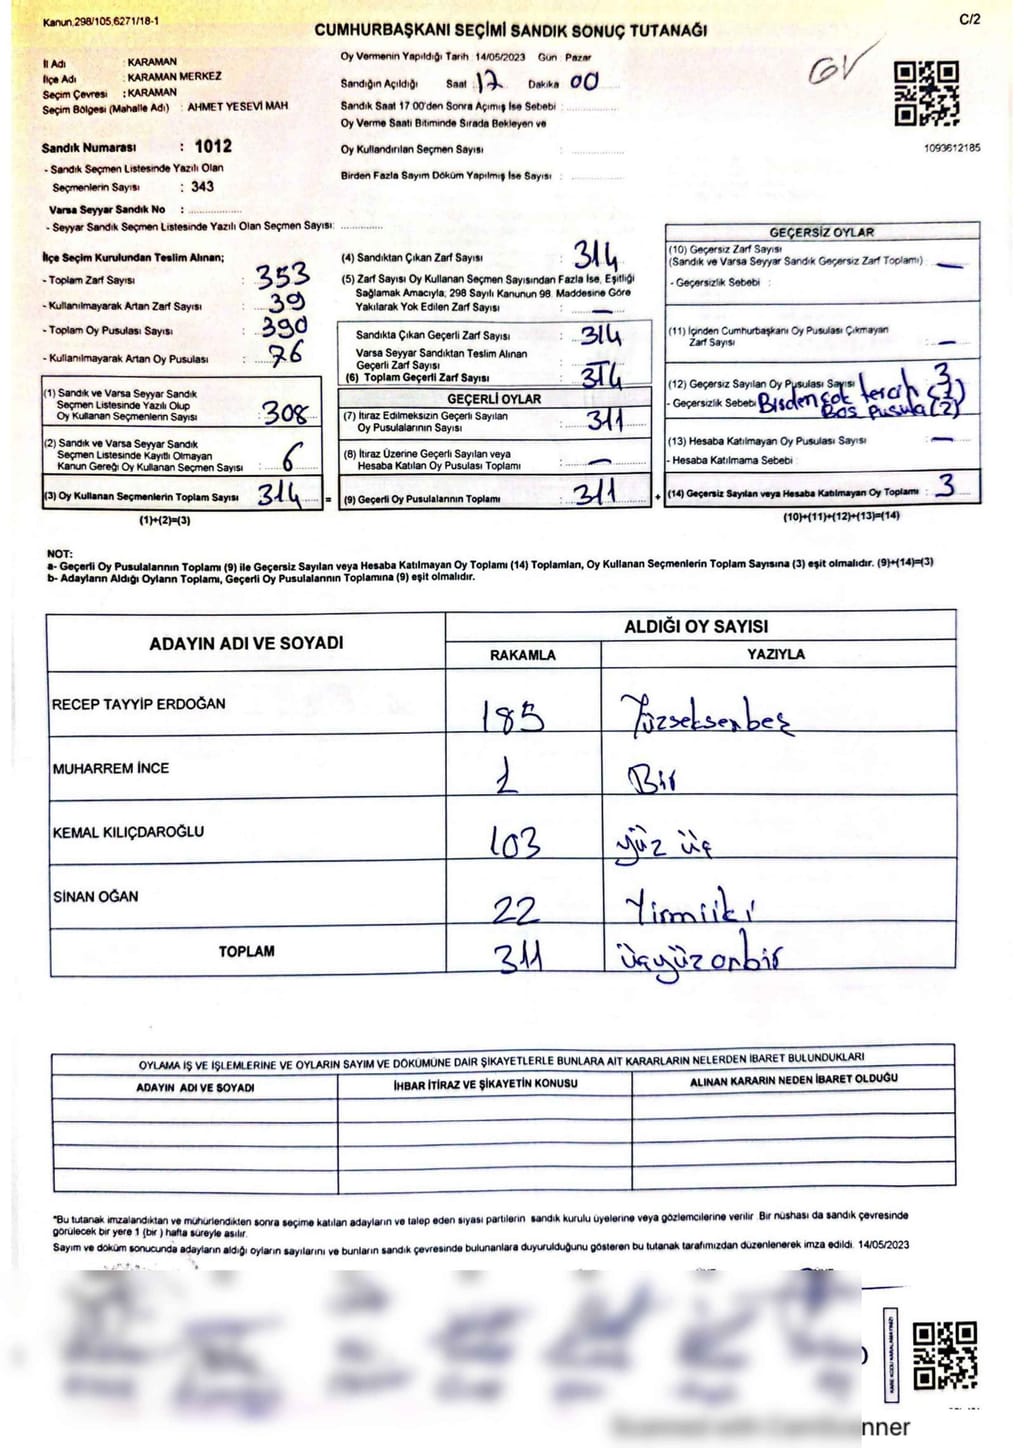 Kanun,298/105,6271/18-1
C/2
CUMHURBAŞKANI SEÇİMİ SANDIK SONUÇ TUTANAĞI
İl Adı : KARAMAN
İlçe Adı : KARAMAN MERKEZ
Seçim Çevresi : KARAMAN
Seçim Bölgesi (Mahalle Adı) : AHMET YESEVİ MAH
Sandık Numarası : 1012
- Sandık Seçmen Listesinde Yazılı Olan
Seçmenlerin Sayısı : 343
Varsa Seyyar Sandık No :
- Seyyar Sandık Seçmen Listesinde Yazılı Olan Seçmen Sayısı:
Oy Vermenin Yapıldığı Tarih 14/05/2023 Gün Pazar
Sandığın Açıldığı Saat 17 Dakika 00
Sandık Saat 17 00'den Sonra Açımış İse Sebebi :
Oy Verme Saati Bitiminde Sırada Bekleyen ve
Oy Kullandırılan Seçmen Sayısı :
Birden Fazla Sayım Döküm Yapılmış İse Sayısı :
GV
1093612185
İlçe Seçim Kurulundan Teslim Alınan;
- Toplam Zarf Sayısı : 353
- Kullanılmayarak Artan Zarf Sayısı : 39
- Toplam Oy Pusulası Sayısı : 390
- Kullanılmayarak Artan Oy Pusulası : 76
(1) Sandık ve Varsa Seyyar Sandık
Seçmen Listesinde Yazılı Olup
Oy Kullanan Seçmenlerin Sayısı : 308
(2) Sandık ve Varsa Seyyar Sandık
Seçmen Listesinde Kayıtlı Olmayan
Kanun Gereği Oy Kullanan Seçmen Sayısı : 6
(3) Oy Kullanan Seçmenlerin Toplam Sayısı : 314 =
(1)+(2)=(3)
(4) Sandıktan Çıkan Zarf Sayısı : 314
(5) Zarf Sayısı Oy Kullanan Seçmen Sayısından Fazla İse, Eşitliği
Sağlamak Amacıyla; 298 Sayılı Kanunun 98. Maddesine Göre
Yakılarak Yok Edilen Zarf Sayısı : —
Sandıkta Çıkan Geçerli Zarf Sayısı : 314
Varsa Seyyar Sandıktan Teslim Alınan
Geçerli Zarf Sayısı :
(6) Toplam Geçerli Zarf Sayısı : 314
GEÇERLİ OYLAR
(7) İtiraz Edilmeksizin Geçerli Sayılan
Oy Pusulalarının Sayısı : 311
(8) İtiraz Üzerine Geçerli Sayılan veya
Hesaba Katılan Oy Pusulası Toplamı : —
(9) Geçerli Oy Pusulalarının Toplamı : 311 +
GEÇERSİZ OYLAR
(10) Geçersiz Zarf Sayısı
(Sandık ve Varsa Seyyar Sandık Geçersiz Zarf Toplamı) : —
- Geçersizlik Sebebi :
(11) İçinden Cumhurbaşkanı Oy Pusulası Çıkmayan
Zarf Sayısı : —
(12) Geçersiz Sayılan Oy Pusulası Sayısı : 3
- Geçersizlik Sebebi Birden çok tercih (1)
Boş Pusula (2)
(13) Hesaba Katılmayan Oy Pusulası Sayısı : —
- Hesaba Katılmama Sebebi :
(14) Geçersiz Sayılan veya Hesaba Katılmayan Oy Toplamı : 3
(10)+(11)+(12)+(13)=(14)
NOT:
a- Geçerli Oy Pusulalarının Toplamı (9) ile Geçersiz Sayılan veya Hesaba Katılmayan Oy Toplamı (14) Toplamları, Oy Kullanan Seçmenlerin Toplam Sayısına (3) eşit olmalıdır. (9)+(14)=(3)
b- Adayların Aldığı Oyların Toplamı, Geçerli Oy Pusulalarının Toplamına (9) eşit olmalıdır.
ADAYIN ADI VE SOYADI
ALDIĞI OY SAYISI
RAKAMLA YAZIYLA
RECEP TAYYİP ERDOĞAN 185 Yüzseksenbeş
MUHARREM İNCE 1 Bir
KEMAL KILIÇDAROĞLU 103 yüz üç
SİNAN OĞAN 22 Yirmiiki
TOPLAM 311 üçyüzonbir
OYLAMA İŞ VE İŞLEMLERİNE VE OYLARIN SAYIM VE DÖKÜMÜNE DAİR ŞİKAYETLERLE BUNLARA AİT KARARLARIN NELERDEN İBARET BULUNDUKLARI
ADAYIN ADI VE SOYADI İHBAR İTİRAZ VE ŞİKAYETİN KONUSU ALINAN KARARIN NEDEN İBARET OLDUĞU
*Bu tutanak imzalandıktan ve mühürlendikten sonra seçime katılan adayların ve talep eden siyası partilerin sandık kurulu üyelerine veya gözlemcilerine verilir. Bir nüshası da sandık çevresinde
görülecek bir yere 1 (bir ) hafta süreyle asılır.
Sayım ve döküm sonucunda adayların aldığı oyların sayılarını ve bunların sandık çevresinde bulunanlara duyurulduğunu gösteren bu tutanak tarafımızdan düzenlenerek imza edildi. 14/05/2023
Scanned with CamScanner